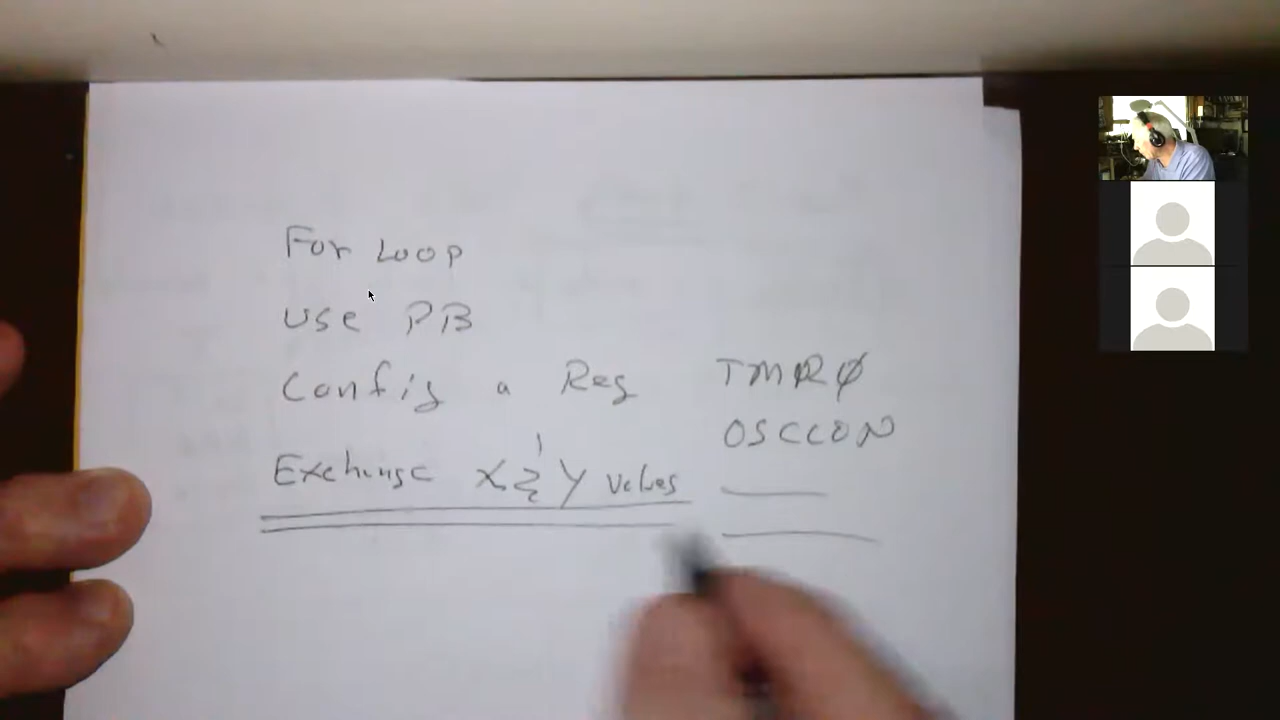 For Loop
Use PB
Config a Reg TMRØ
OSCCON
Exchange X & Y values